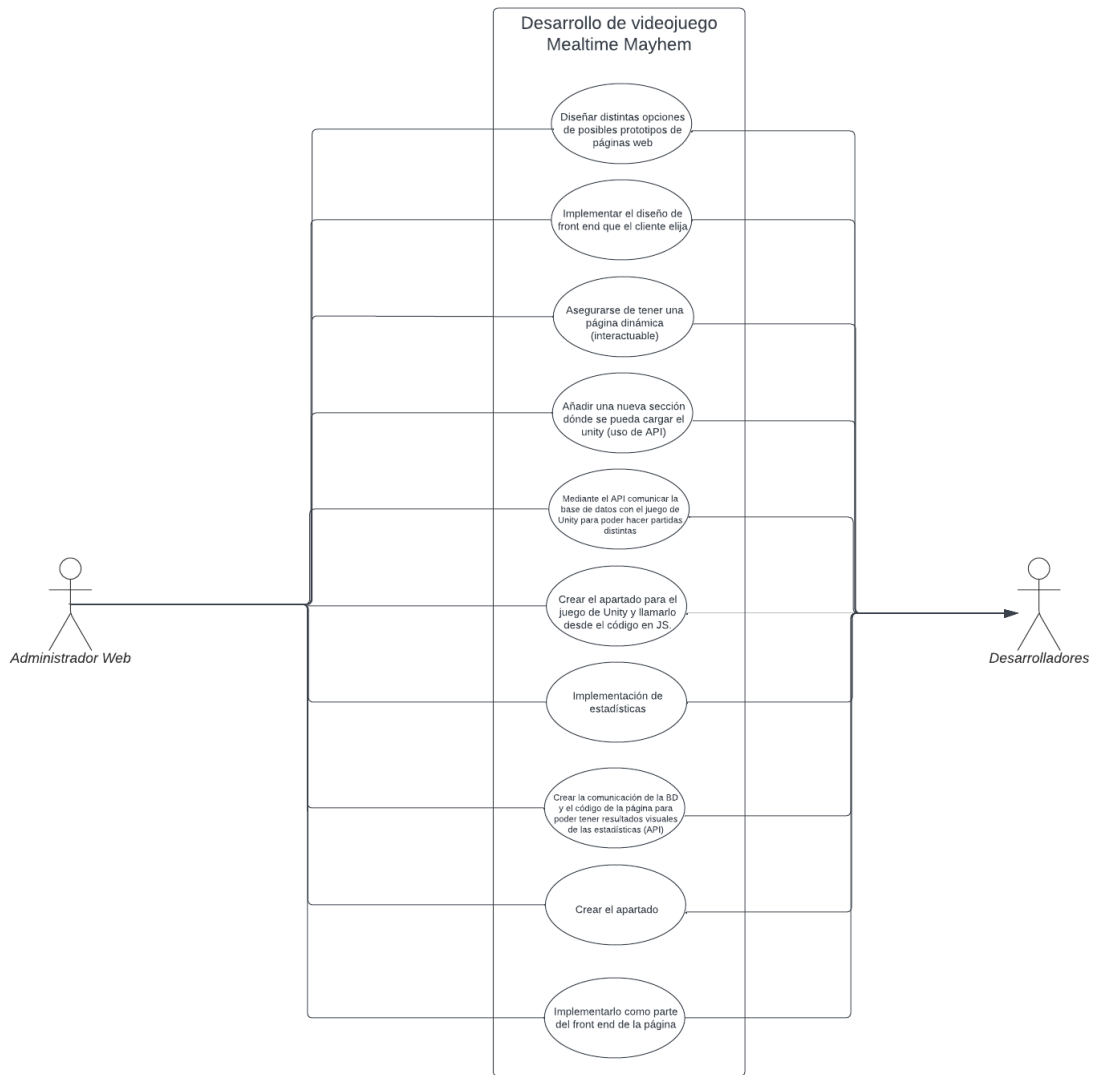 Desarrollo de videojuego
Mealtime Mayhem
Diseñar distintas opciones
de posibles prototipos de
páginas web
Implementar el diseño de
front end que el cliente elija
Asegurarse de tener una
página dinámica
(interactuable)
Añadir una nueva sección
dónde se pueda cargar el
unity (uso de API)
Mediante el API comunicar la
base de datos con el juego de
Unity para poder hacer partidas
distintas
Crear el apartado para el
juego de Unity y llamarlo
desde el código en JS.
Administrador Web
Desarrolladores
Implementación de
estadísticas
Crear la comunicación de la BD
y el código de la página para
poder tener resultados visuales
de las estadísticas (API)
Crear el apartado
Implementarlo como parte
del front end de la página